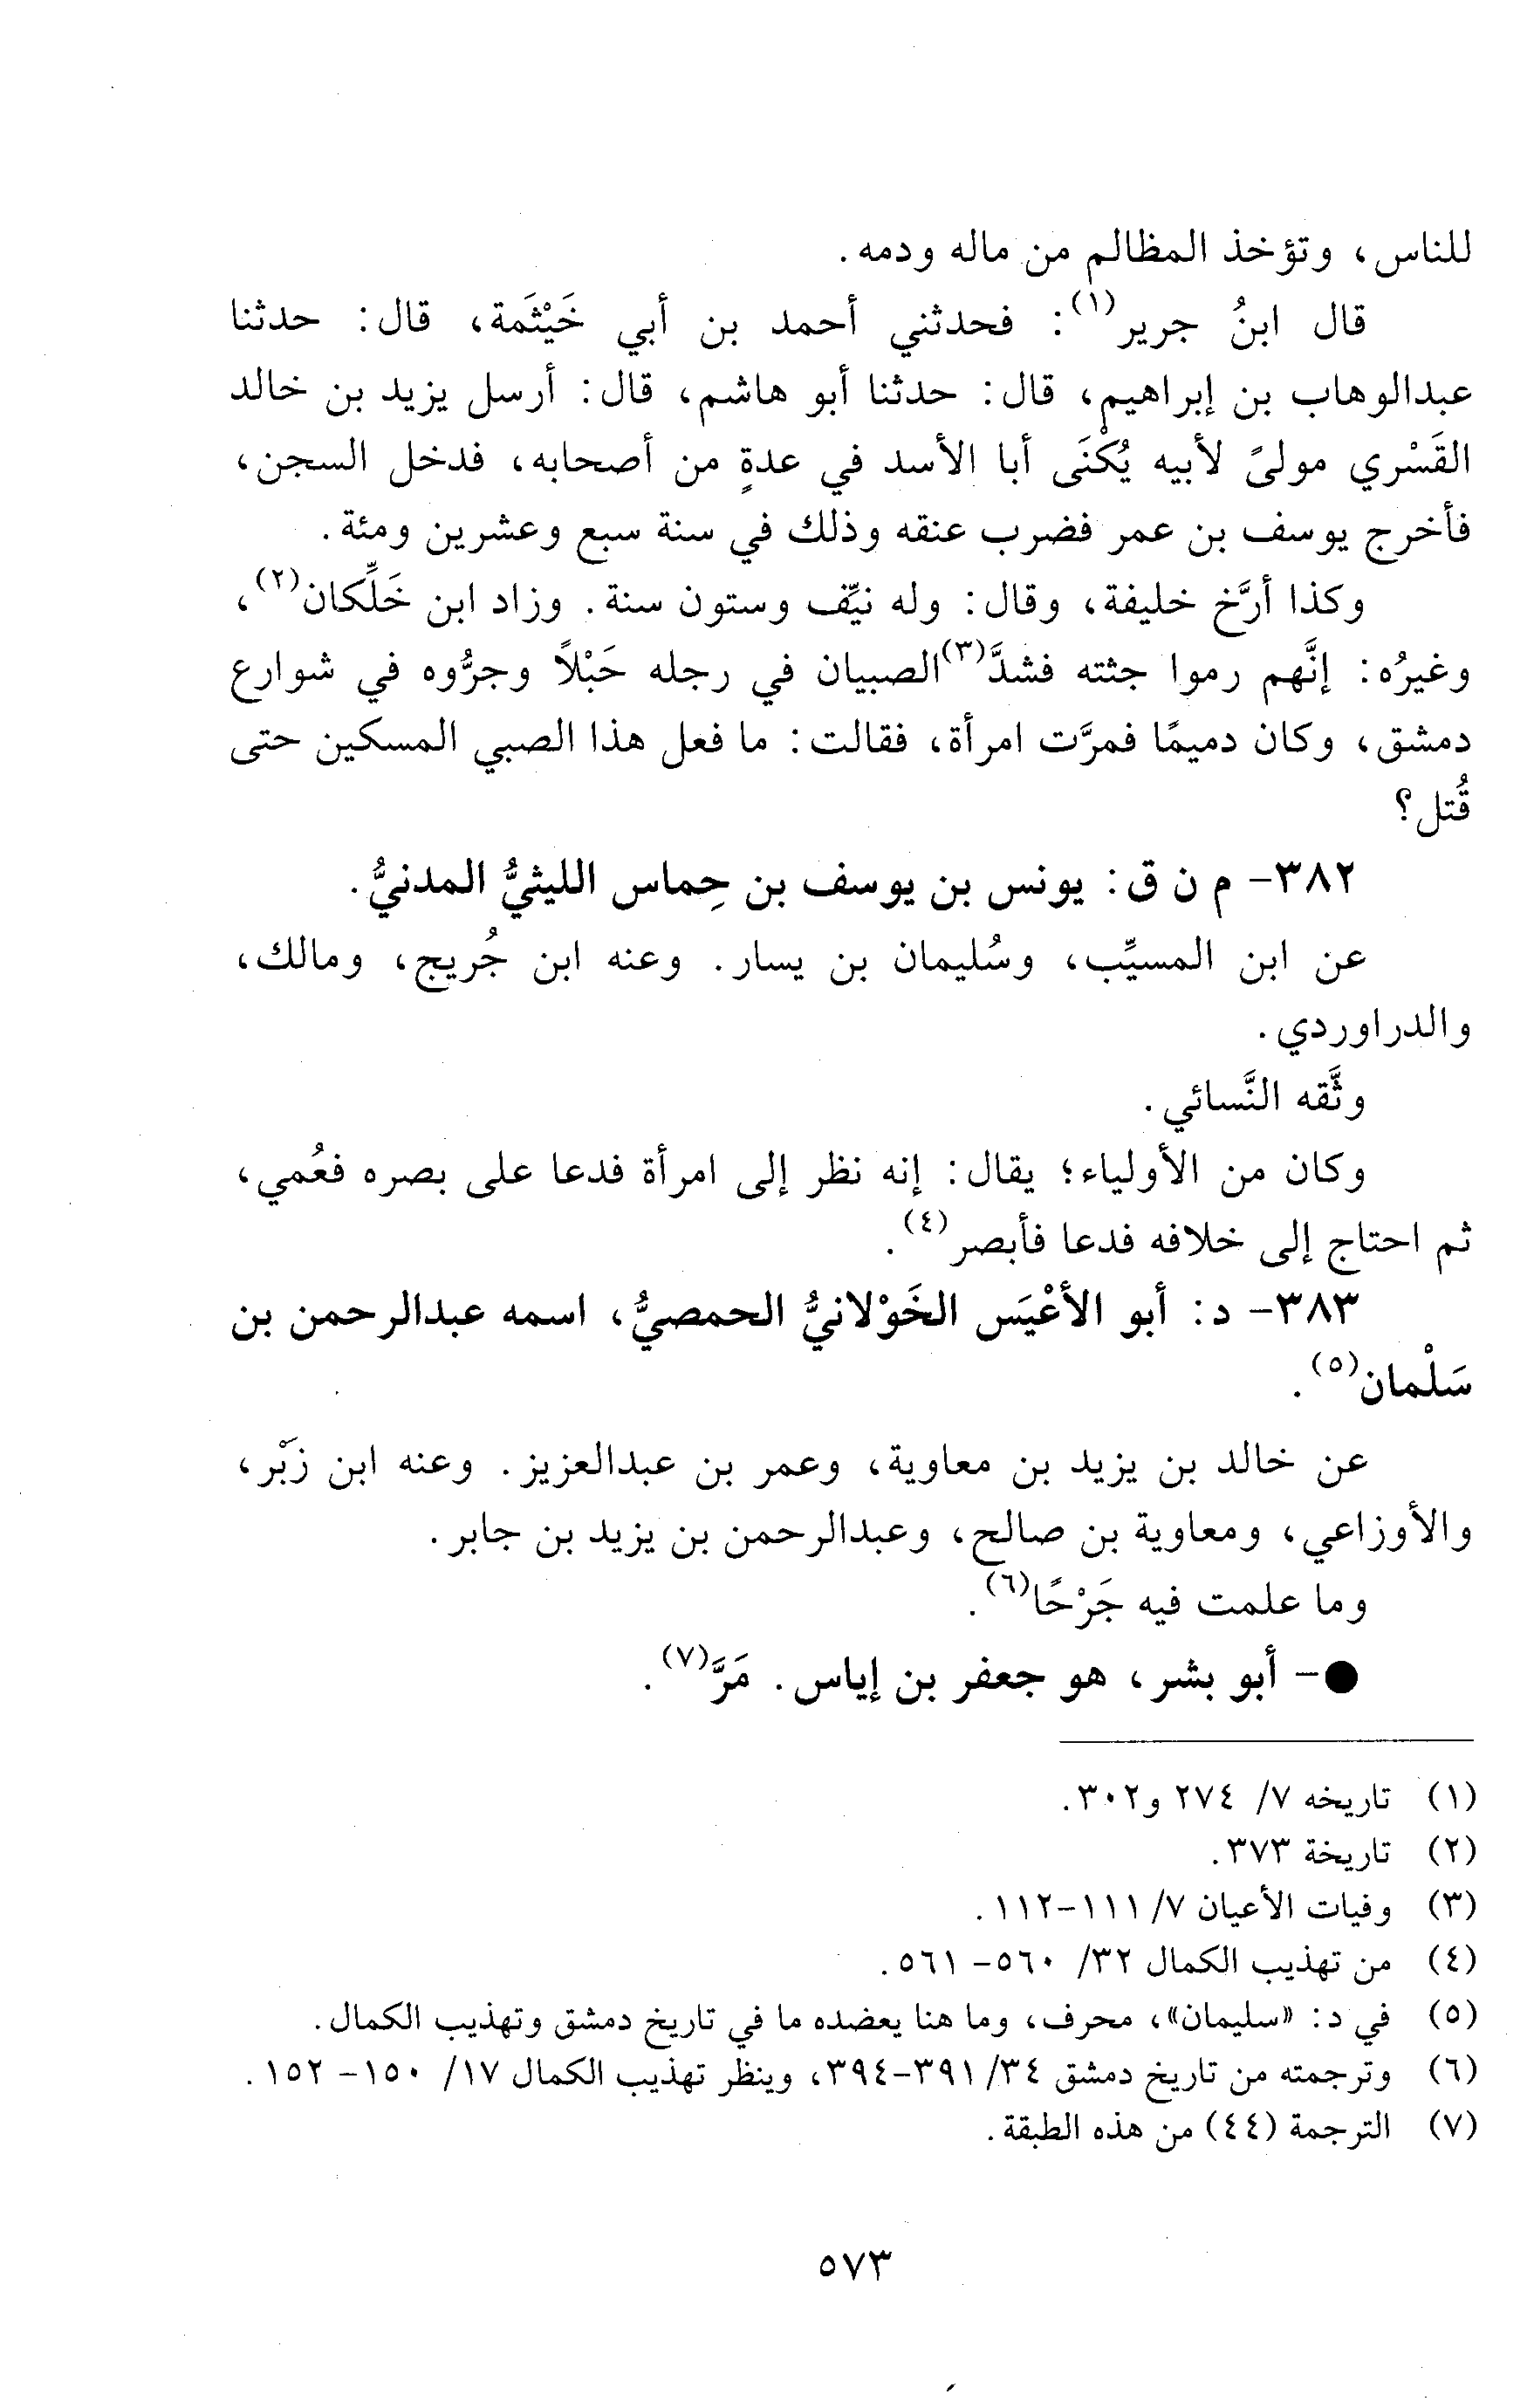 للناس، وتؤخذ المظالم من ماله ودمه.
قال ابنُ جرير(١): فحدثني أحمد بن أبي خَيْثَمة، قال: حدثنا
عبدالوهاب بن إبراهيم، قال: حدثنا أبو هاشم، قال: أرسل يزيد بن خالد
القَسْري مولىً لأبيه يُكْنَى أبا الأسد في عدةٍ من أصحابه، فدخل السجن،
فأخرج يوسف بن عمر فضرب عنقه وذلك في سنة سبع وعشرين ومئة.
وكذا أرَّخ خليفة، وقال: وله نيِّف وستون سنة. وزاد ابن خَلِّكان(٢)،
وغيرُه: إنَّهم رموا جثته فشدَّ(٣) الصبيان في رجله حَبْلاً وجرُّوه في شوارع
دمشق، وكان دميمًا فمرَّت امرأة، فقالت: ما فعل هذا الصبي المسكين حتى
قُتل؟
٣٨٢- م ن ق: يونس بن يوسف بن حِماس الليثيُّ المدنيُّ.
عن ابن المسيِّب، وسُليمان بن يسار. وعنه ابن جُريج، ومالك،
والدراوردي.
وثَّقه النَّسائي.
وكان من الأولياء؛ يقال: إنه نظر إلى امرأة فدعا على بصره فعُمي،
ثم احتاج إلى خلافه فدعا فأبصر(٤).
٣٨٣- د: أبو الأعْيَس الخَوْلانيُّ الحمصيُّ، اسمه عبدالرحمن بن
سَلْمان(٥).
عن خالد بن يزيد بن معاوية، وعمر بن عبدالعزيز. وعنه ابن زَبْر،
والأوزاعي، ومعاوية بن صالح، وعبدالرحمن بن يزيد بن جابر.
وما علمت فيه جَرْحًا(٦).
●- أبو بشر، هو جعفر بن إياس. مَرَّ(٧).
(١) تاريخه ٧/ ٢٧٤ و٣٠٢.
(٢) تاريخة ٣٧٣.
(٣) وفيات الأعيان ٧/ ١١١-١١٢.
(٤) من تهذيب الكمال ٣٢/ ٥٦٠- ٥٦١.
(٥) في د: «سليمان»، محرف، وما هنا يعضده ما في تاريخ دمشق وتهذيب الكمال.
(٦) وترجمته من تاريخ دمشق ٣٤/ ٣٩١-٣٩٤، وينظر تهذيب الكمال ١٧/ ١٥٠- ١٥٢.
(٧) الترجمة (٤٤) من هذه الطبقة.
٥٧٣